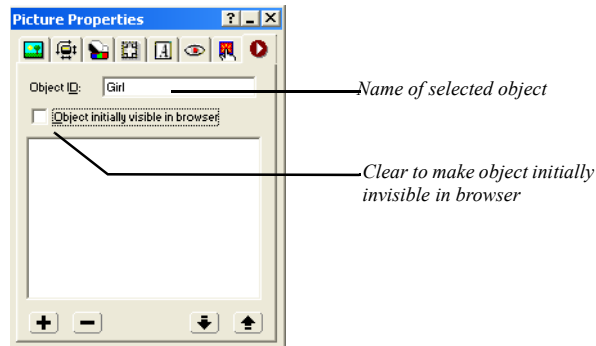 Picture Properties
A
Object ID: Girl
Name of selected object
Object initially visible in browser
Clear to make object initially
invisible in browser